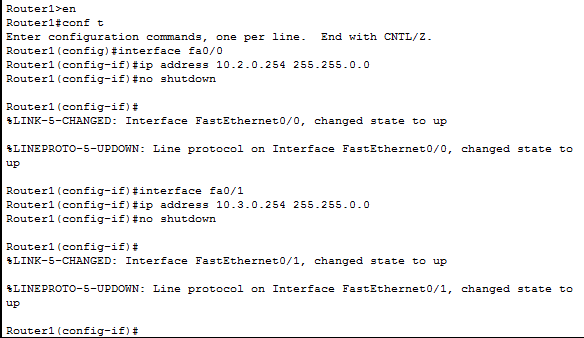 Router1>en
Router1#conf t
Enter configuration commands, one per line.  End with CNTL/Z.
Router1(config)#interface fa0/0
Router1(config-if)#ip address 10.2.0.254 255.255.0.0
Router1(config-if)#no shutdown
Router1(config-if)#
%LINK-5-CHANGED: Interface FastEthernet0/0, changed state to up
%LINEPROTO-5-UPDOWN: Line protocol on Interface FastEthernet0/0, changed state to
up
Router1(config-if)#interface fa0/1
Router1(config-if)#ip address 10.3.0.254 255.255.0.0
Router1(config-if)#no shutdown
Router1(config-if)#
%LINK-5-CHANGED: Interface FastEthernet0/1, changed state to up
%LINEPROTO-5-UPDOWN: Line protocol on Interface FastEthernet0/1, changed state to
up
Router1(config-if)#